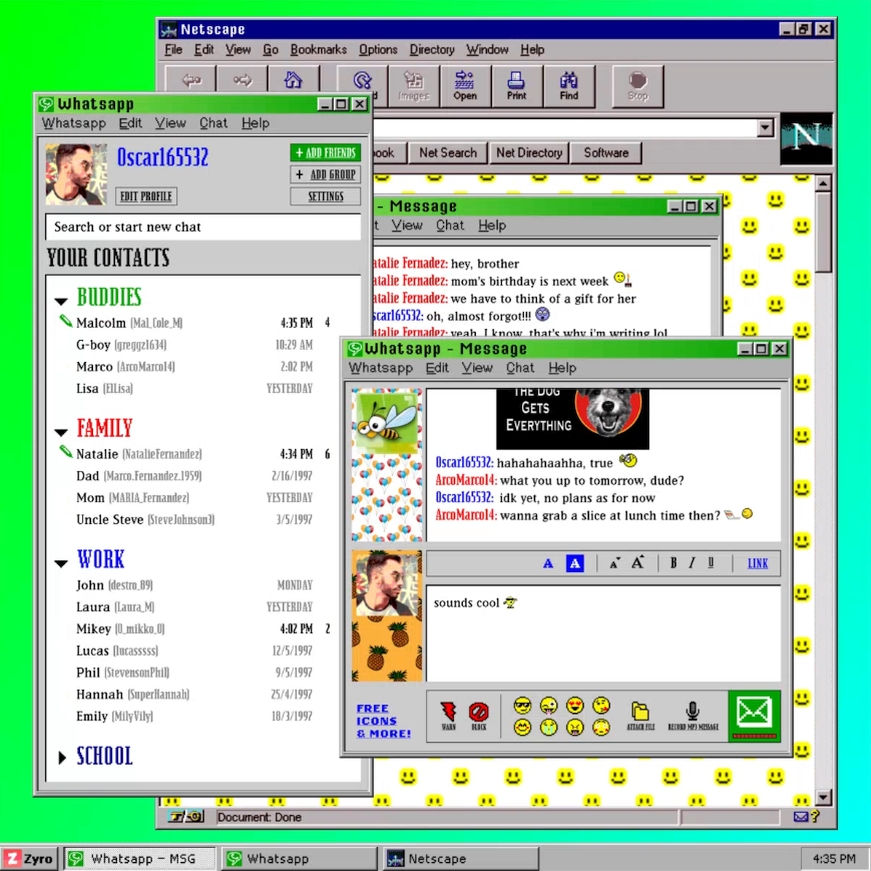 Netscape
File Edit View Go Bookmarks Options Directory Window Help
Images Open Print Find Stop
Net Search Net Directory Software
N
Whatsapp
Whatsapp Edit View Chat Help
Oscar165532
+ ADD FRIENDS
+ ADD GROUP
EDIT PROFILE
SETTINGS
Search or start new chat
YOUR CONTACTS
BUDDIES
Malcolm (Mal_Cole_M) 4:35 PM 4
G-boy (greggz1634) 10:29 AM
Marco (ArcoMarco14) 2:02 PM
Lisa (ElLisa) YESTERDAY
FAMILY
Natalie (NatalieFernandez) 4:34 PM 6
Dad (Marco.Fernandez.1959) 2/16/1997
Mom (MARIA_Fernandez) YESTERDAY
Uncle Steve (SteveJohnson3) 3/5/1997
WORK
John (destro_89) MONDAY
Laura (Laura_M) YESTERDAY
Mikey (0_mikko_0) 4:02 PM 2
Lucas (lucasssss) 12/5/1997
Phil (StevensonPhil) 9/5/1997
Hannah (SuperHannah) 25/4/1997
Emily (MilyVily) 18/3/1997
SCHOOL
- Message
View Chat Help
Fernadez: hey, brother
Fernadez: mom's birthday is next week
Fernadez: we have to think of a gift for her
oh, almost forgot!!!
Fernadez: yeah, I know, that's why i'm writing lol
Whatsapp - Message
Whatsapp Edit View Chat Help
THE DOG
GETS
EVERYTHING
Oscar165532: hahahahaahha, true
ArcoMarco14: what you up to tomorrow, dude?
Oscar165532: idk yet, no plans as for now
ArcoMarco14: wanna grab a slice at lunch time then?
A A A A B I U LINK
sounds cool
FREE
ICONS
& MORE!
WARN BLOCK ATTACH FILE RECORD MP3 MESSAGE
Document: Done
Z Zyro Whatsapp - MSG Whatsapp Netscape 4:35 PM